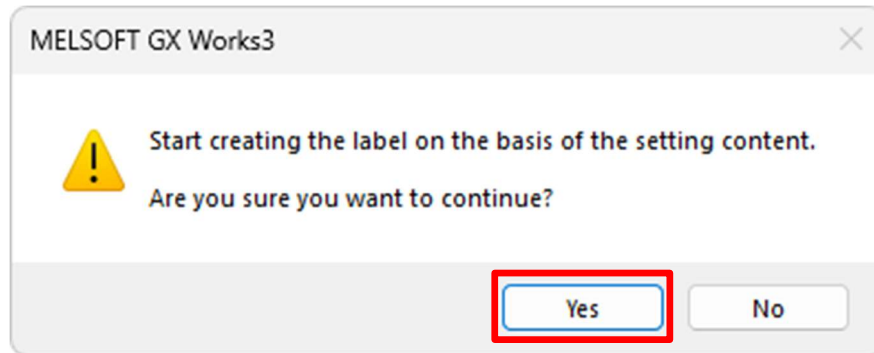 MELSOFT GX Works3
Start creating the label on the basis of the setting content.
Are you sure you want to continue?
Yes
No